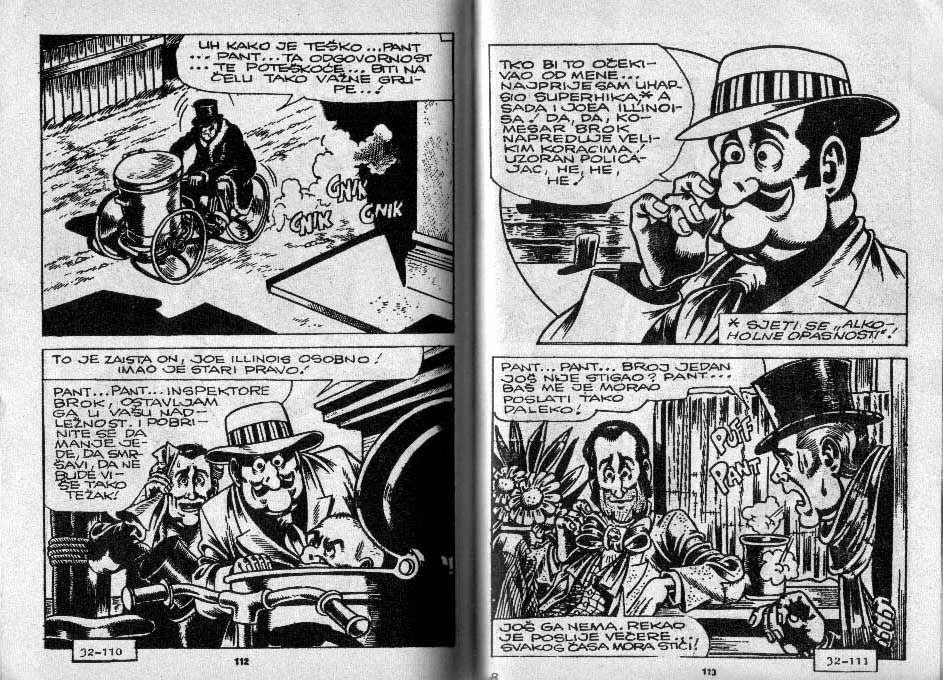 UH KAKO JE TEŠKO...PANT
... PANT...TA ODGOVORNOST
... TE POTEŠKOĆE... BITI NA
ČELU TAKO VAŽNE GRU-
PE...!
GNIK
GNIK
GNIK
TO JE ZAISTA ON, JOE ILLINOIS OSOBNO!
IMAO JE STARI PRAVO!
PANT...PANT...INSPEKTORE
BROK, OSTAVLJAM
GA U VAŠU NAD-
LEŽNOST. I POBRI-
NITE SE DA
MANJE JE-
DE, DA SMR-
ŠAVI, DA NE
BUDE VI-
ŠE TAKO
TEŽAK!
32-110
112
TKO BI TO OČEKI-
VAO OD MENE...
NAJPRIJE SAM UHAP-
SIO SUPERHIKA,* A
SADA I JOEA ILLINOI-
SA! DA, DA, KO-
MESAR BROK
NAPREDUJE VELI-
KIM KORACIMA!
UZORAN POLICA-
JAC, HE, HE,
HE!
* SJETI SE „ALKO-
HOLNE OPASNOSTI"!
PANT... PANT... BROJ JEDAN
JOŠ NIJE STIGAO? PANT...
BAŠ ME JE MORAO
POSLATI TAKO
DALEKO!
PUFF
PANT
JOŠ GA NEMA. REKAO
JE POSLIJE VEČERE...
SVAKOG ČASA MORA STIĆI!
32-111
113